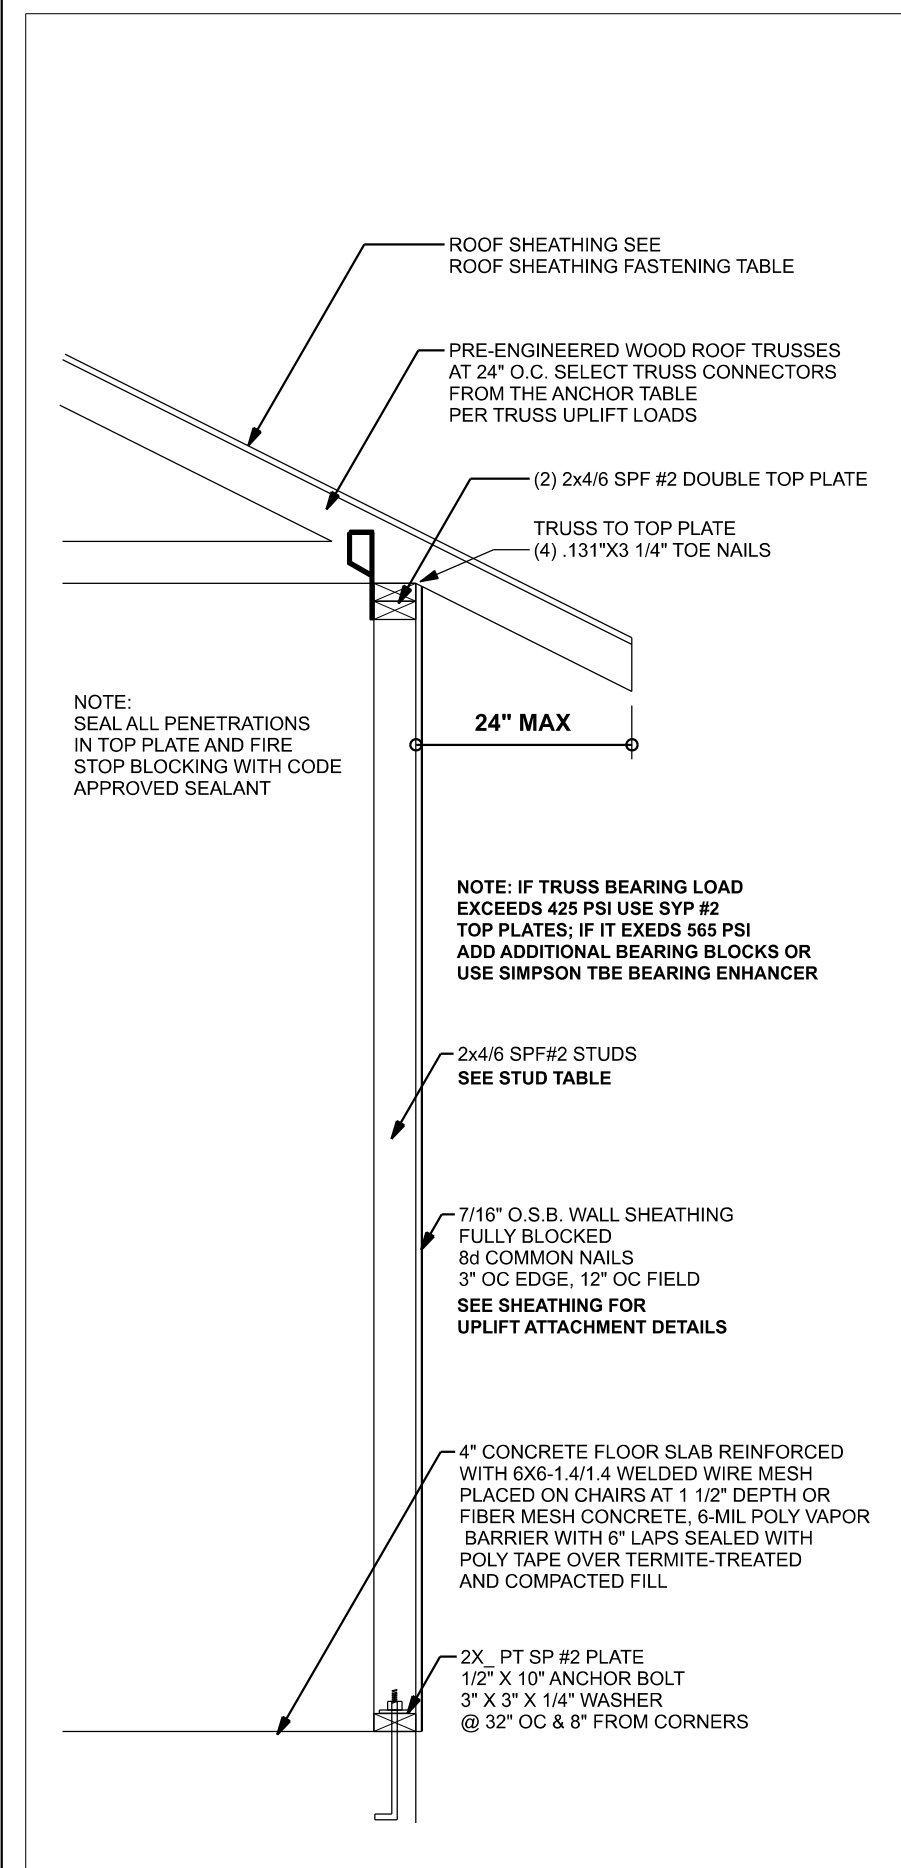 ROOF SHEATHING SEE
ROOF SHEATHING FASTENING TABLE
PRE-ENGINEERED WOOD ROOF TRUSSES
AT 24" O.C. SELECT TRUSS CONNECTORS
FROM THE ANCHOR TABLE
PER TRUSS UPLIFT LOADS
(2) 2x4/6 SPF #2 DOUBLE TOP PLATE
TRUSS TO TOP PLATE
(4) .131"X3 1/4" TOE NAILS
NOTE:
SEAL ALL PENETRATIONS
IN TOP PLATE AND FIRE
STOP BLOCKING WITH CODE
APPROVED SEALANT
24" MAX
NOTE: IF TRUSS BEARING LOAD
EXCEEDS 425 PSI USE SYP #2
TOP PLATES; IF IT EXEDS 565 PSI
ADD ADDITIONAL BEARING BLOCKS OR
USE SIMPSON TBE BEARING ENHANCER
2x4/6 SPF#2 STUDS
SEE STUD TABLE
7/16" O.S.B. WALL SHEATHING
FULLY BLOCKED
8d COMMON NAILS
3" OC EDGE, 12" OC FIELD
SEE SHEATHING FOR
UPLIFT ATTACHMENT DETAILS
4" CONCRETE FLOOR SLAB REINFORCED
WITH 6X6-1.4/1.4 WELDED WIRE MESH
PLACED ON CHAIRS AT 1 1/2" DEPTH OR
FIBER MESH CONCRETE, 6-MIL POLY VAPOR
BARRIER WITH 6" LAPS SEALED WITH
POLY TAPE OVER TERMITE-TREATED
AND COMPACTED FILL
2X_ PT SP #2 PLATE
1/2" X 10" ANCHOR BOLT
3" X 3" X 1/4" WASHER
@ 32" OC & 8" FROM CORNERS